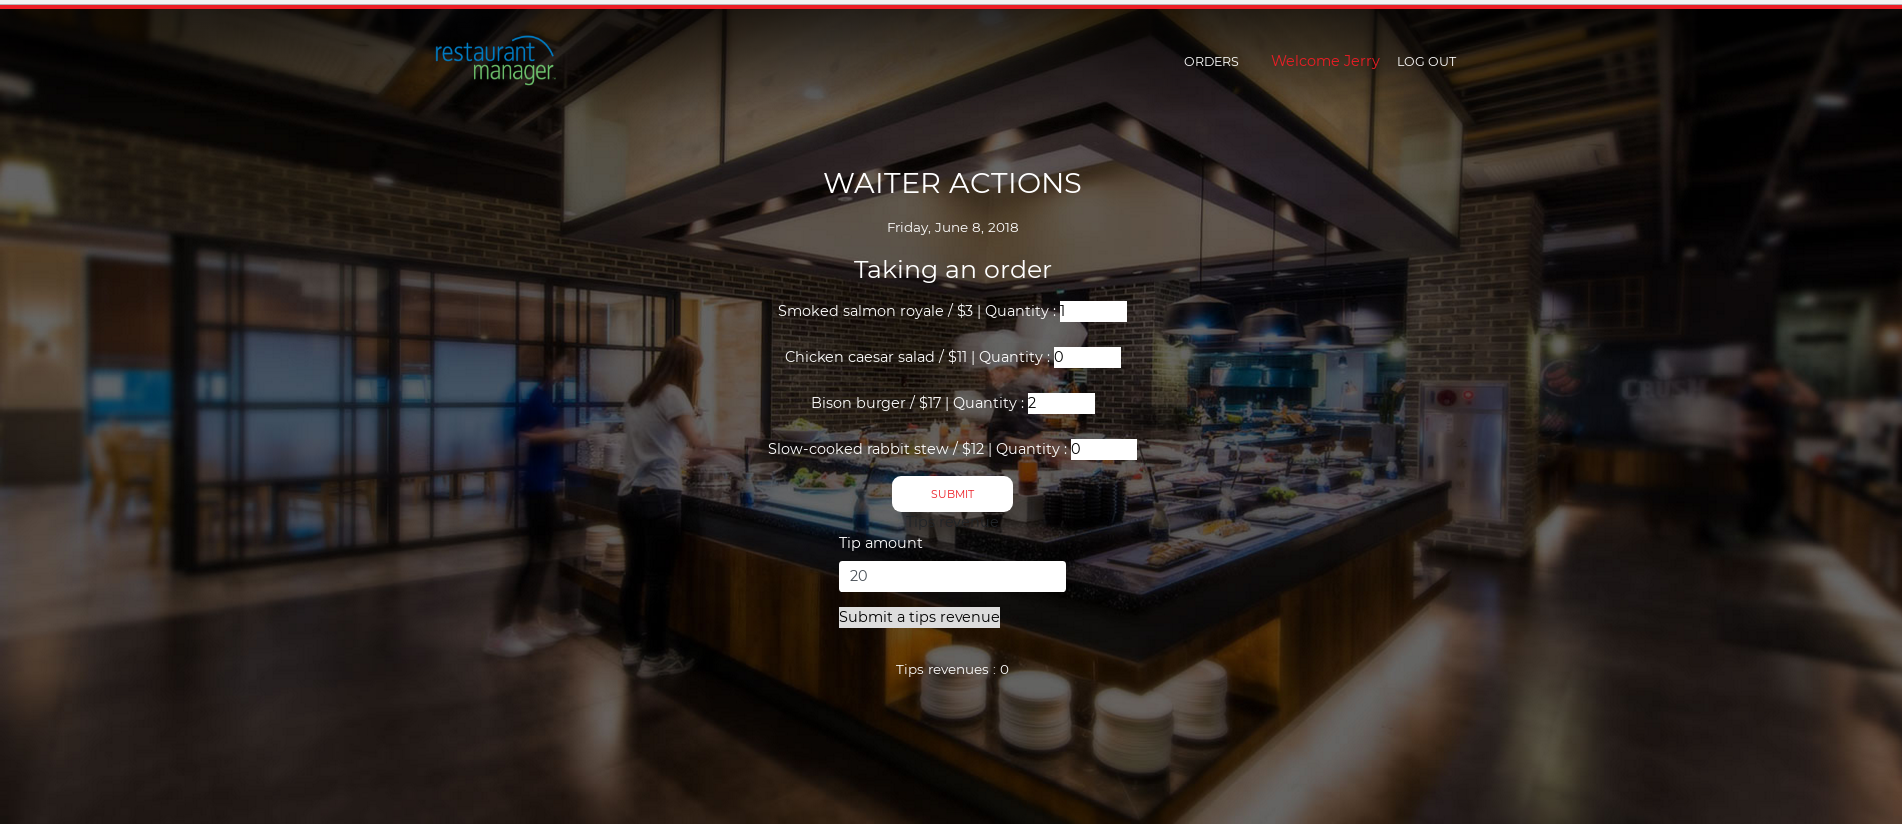 restaurant
manager
ORDERS Welcome Jerry LOG OUT
WAITER ACTIONS
Friday, June 8, 2018
Taking an order
Smoked salmon royale / $3 | Quantity : 1
Chicken caesar salad / $11 | Quantity : 0
Bison burger / $17 | Quantity : 2
Slow-cooked rabbit stew / $12 | Quantity : 0
CRUSH
SUBMIT
Tip amount
20
Submit a tips revenue
Tips revenues : 0